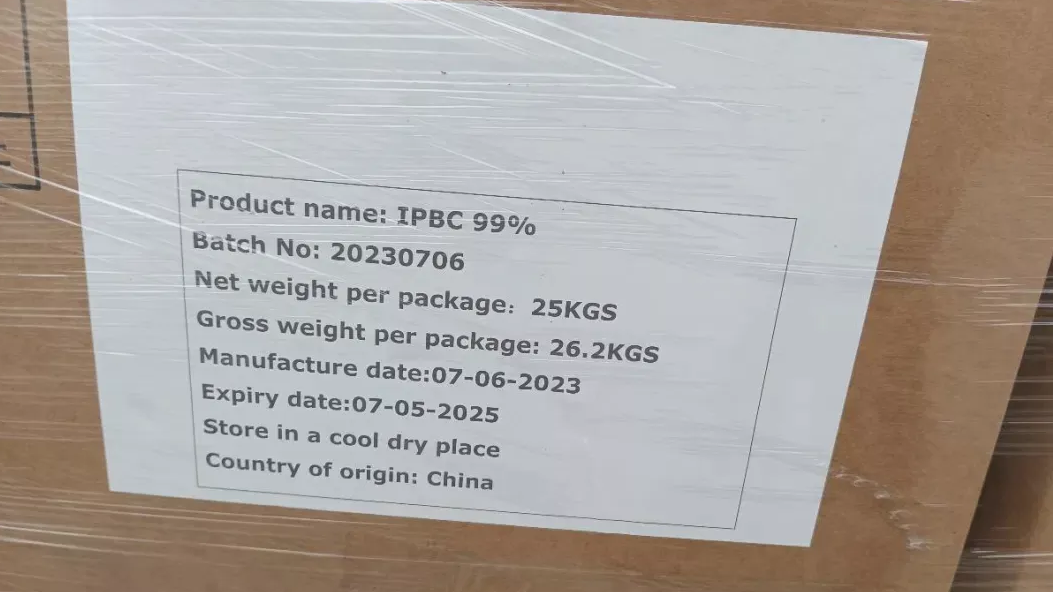 Product name: IPBC 99%
Batch No: 20230706
Net weight per package: 25KGS
Gross weight per package: 26.2KGS
Manufacture date:07-06-2023
Expiry date:07-05-2025
Store in a cool dry place
Country of origin: China